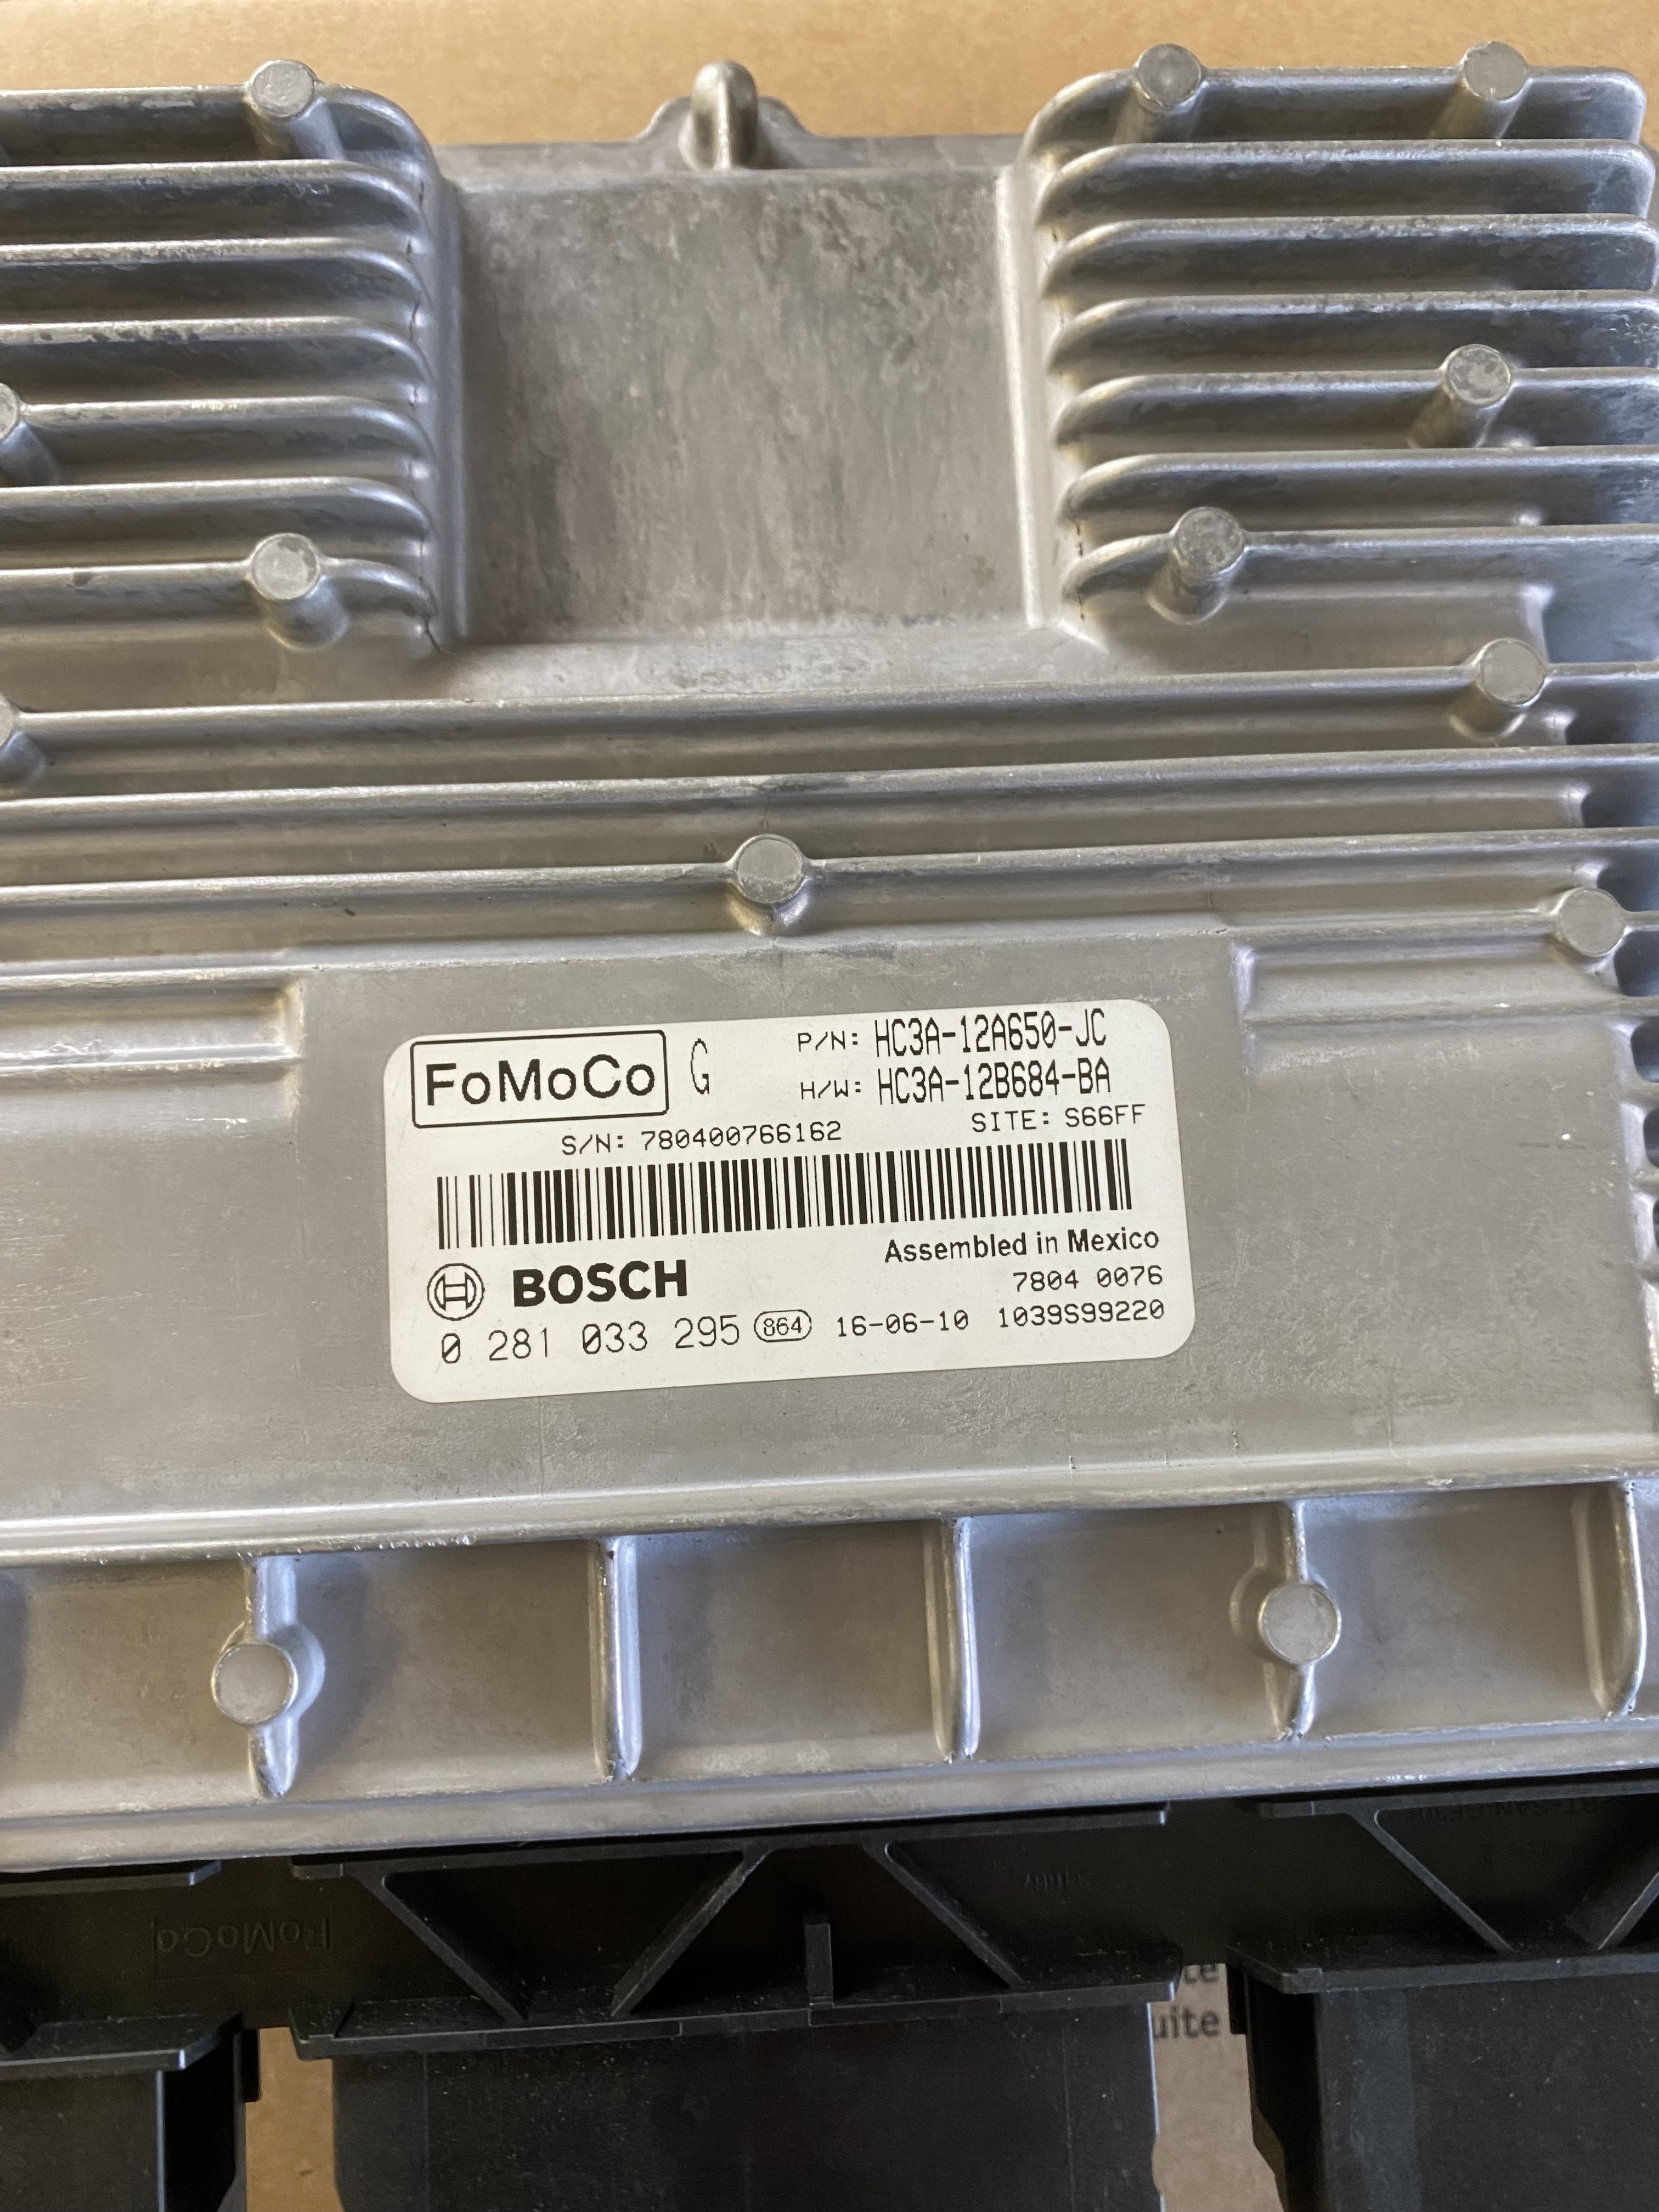 FoMoCo G P/N: HC3A-12A650-JC
H/W: HC3A-12B684-BA
S/N: 780400766162 SITE: S66FF
Assembled in Mexico
BOSCH 7804 0076
0 281 033 295 864 16-06-10 1039S99220
FoMoCo
uite